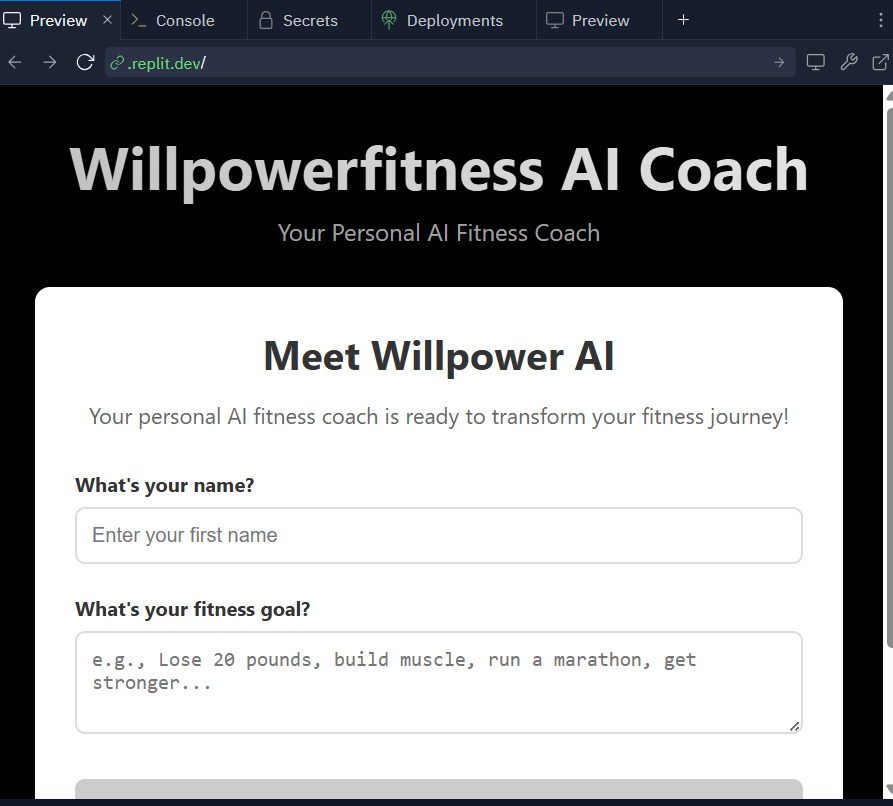 Preview
Console
Secrets
Deployments
Preview
.replit.dev/
Willpowerfitness AI Coach
Your Personal AI Fitness Coach
Meet Willpower AI
Your personal AI fitness coach is ready to transform your fitness journey!
What's your name?
Enter your first name
What's your fitness goal?
e.g., Lose 20 pounds, build muscle, run a marathon, get
stronger...